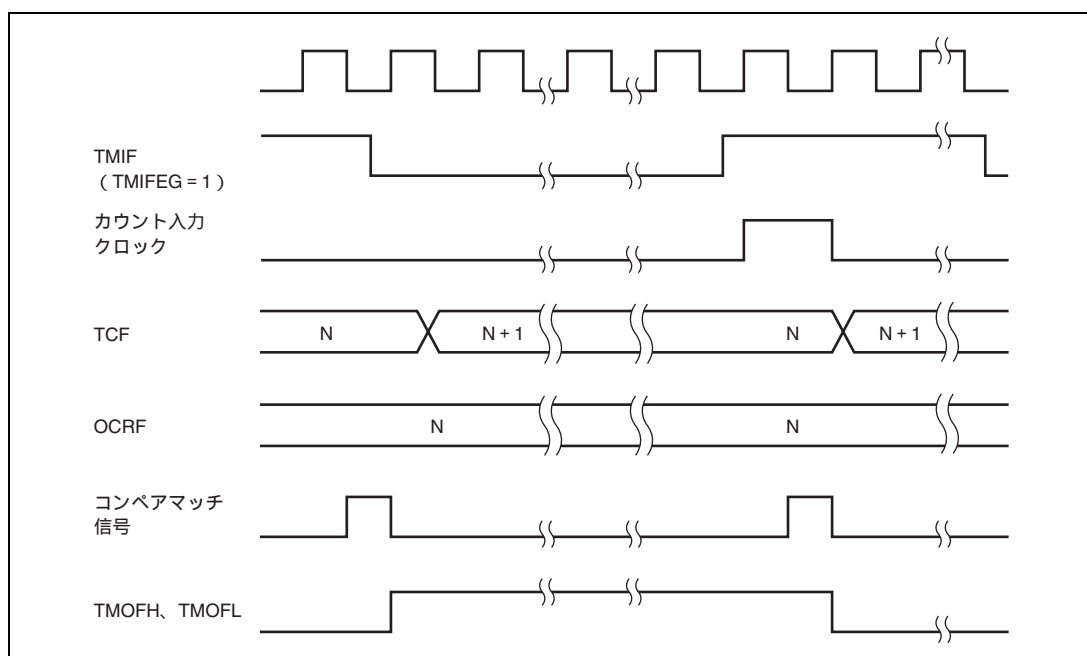 TMIF
（TMIFEG = 1）
カウント入力
クロック
TCF
N
N + 1
N
N + 1
OCRF
N
N
コンペアマッチ
信号
TMOFH、TMOFL